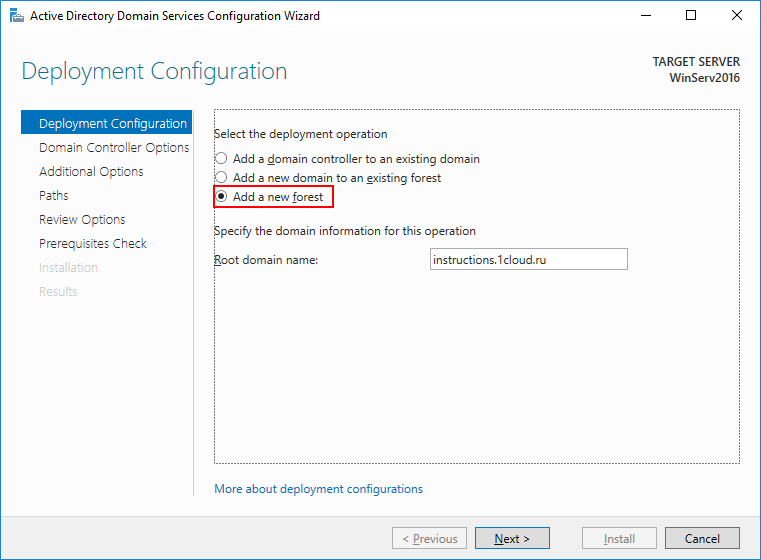 Active Directory Domain Services Configuration Wizard
Deployment Configuration
TARGET SERVER
WinServ2016
Deployment Configuration
Domain Controller Options
Additional Options
Paths
Review Options
Prerequisites Check
Installation
Results
Select the deployment operation
Add a domain controller to an existing domain
Add a new domain to an existing forest
Add a new forest
Specify the domain information for this operation
Root domain name: instructions.1cloud.ru
More about deployment configurations
< Previous Next > Install Cancel